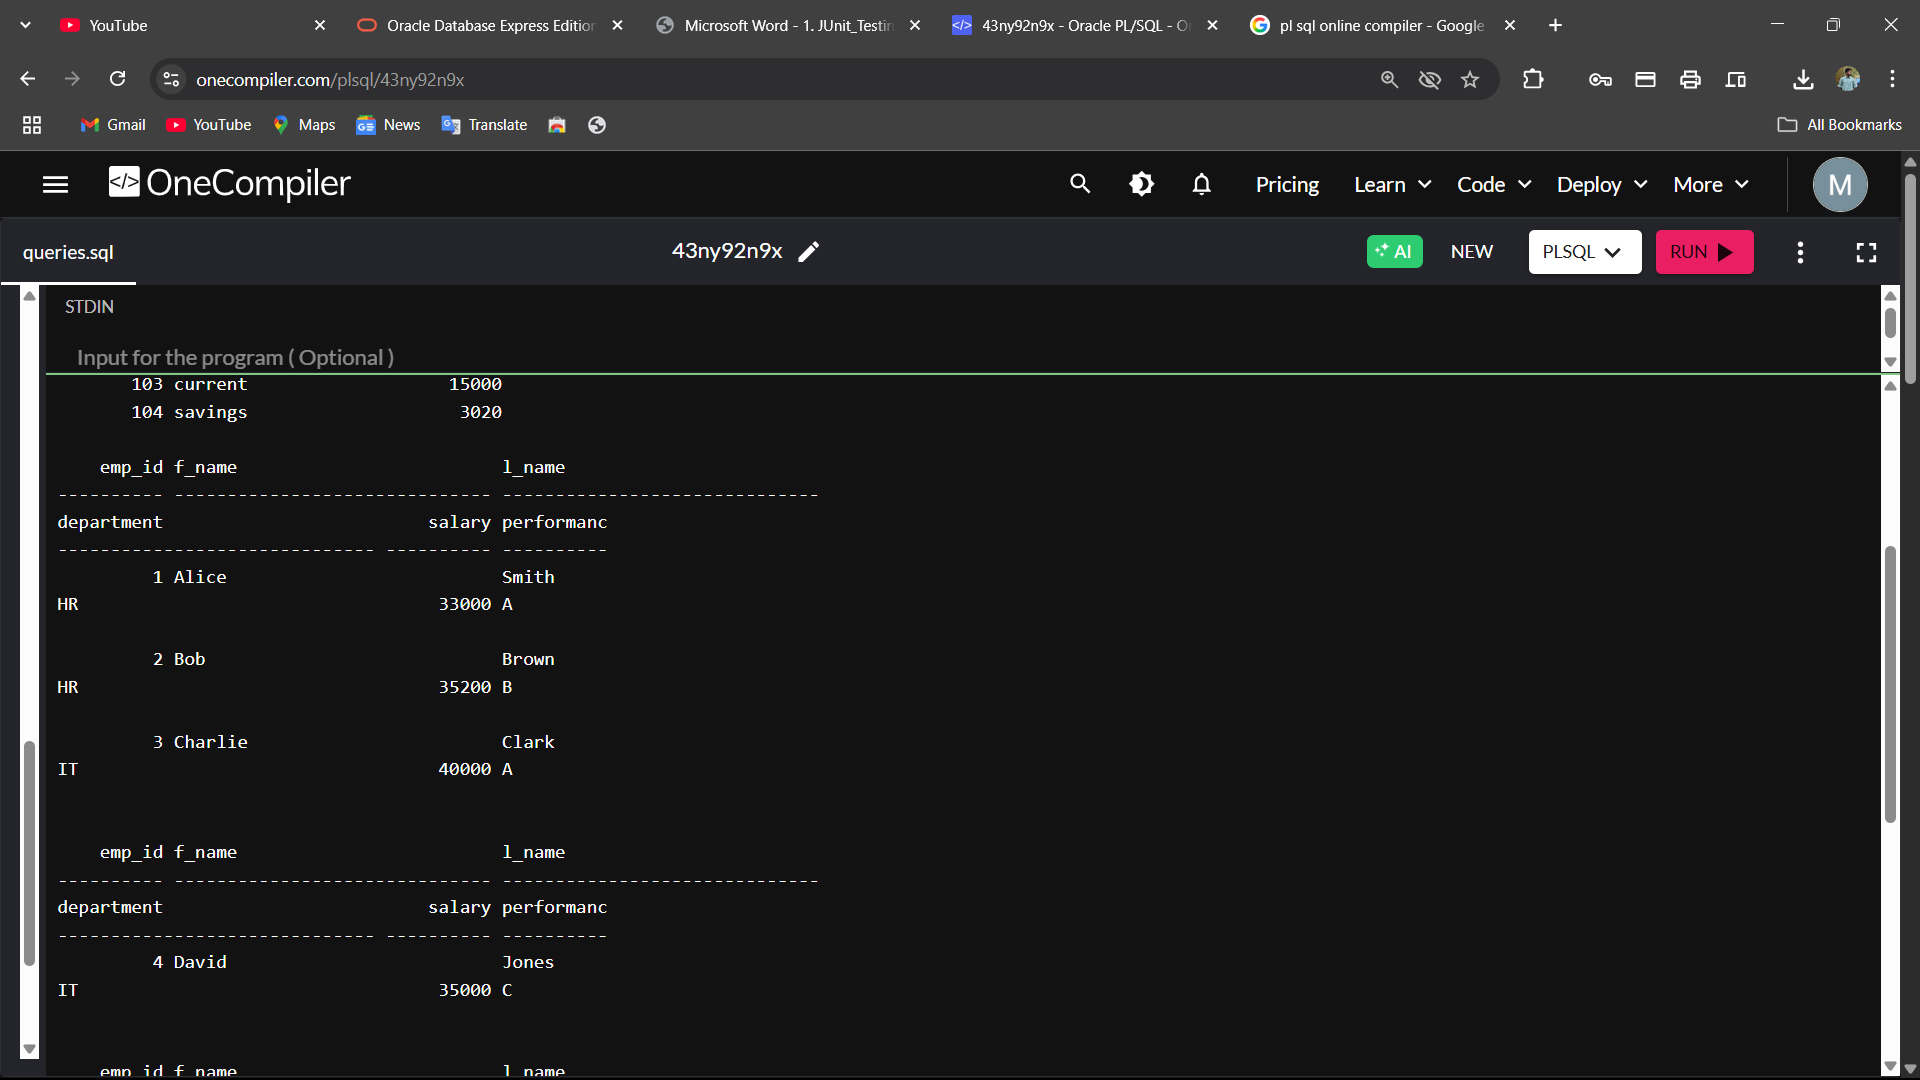 YouTube
Oracle Database Express Edition
Microsoft Word - 1. JUnit_Testin
43ny92n9x - Oracle PL/SQL - O
pl sql online compiler - Google
onecompiler.com/plsql/43ny92n9x
Gmail
YouTube
Maps
News
Translate
All Bookmarks
</> OneCompiler
Pricing
Learn
Code
Deploy
More
M
queries.sql
43ny92n9x
AI
NEW
PLSQL
RUN
STDIN
Input for the program ( Optional )
103 current 15000
104 savings 3020
emp_id f_name l_name
---------- ------------------------------ ------------------------------
department salary performanc
------------------------------ ---------- ----------
1 Alice Smith
HR 33000 A
2 Bob Brown
HR 35200 B
3 Charlie Clark
IT 40000 A
emp_id f_name l_name
---------- ------------------------------ ------------------------------
department salary performanc
------------------------------ ---------- ----------
4 David Jones
IT 35000 C
emp_id f_name l_name